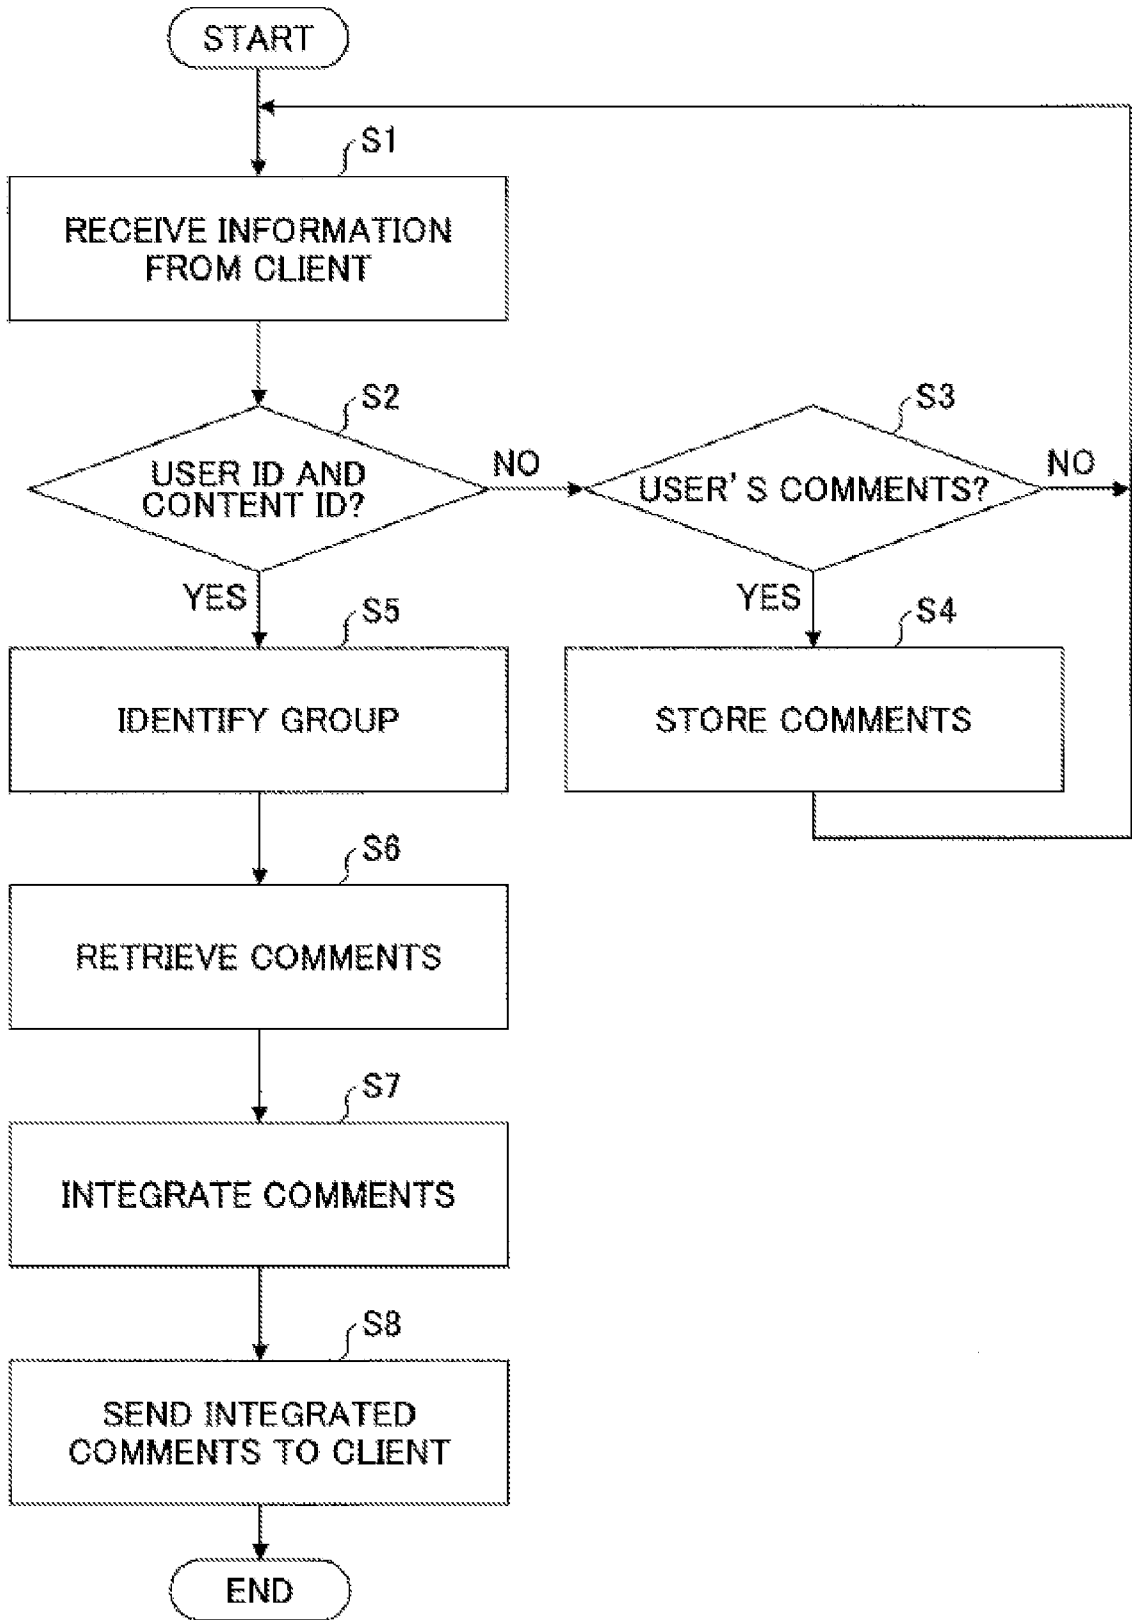 START
S1
RECEIVE INFORMATION
FROM CLIENT
S2
USER ID AND
CONTENT ID?
NO
S3
USER'S COMMENTS?
NO
YES
S5
IDENTIFY GROUP
YES
S4
STORE COMMENTS
S6
RETRIEVE COMMENTS
S7
INTEGRATE COMMENTS
S8
SEND INTEGRATED
COMMENTS TO CLIENT
END